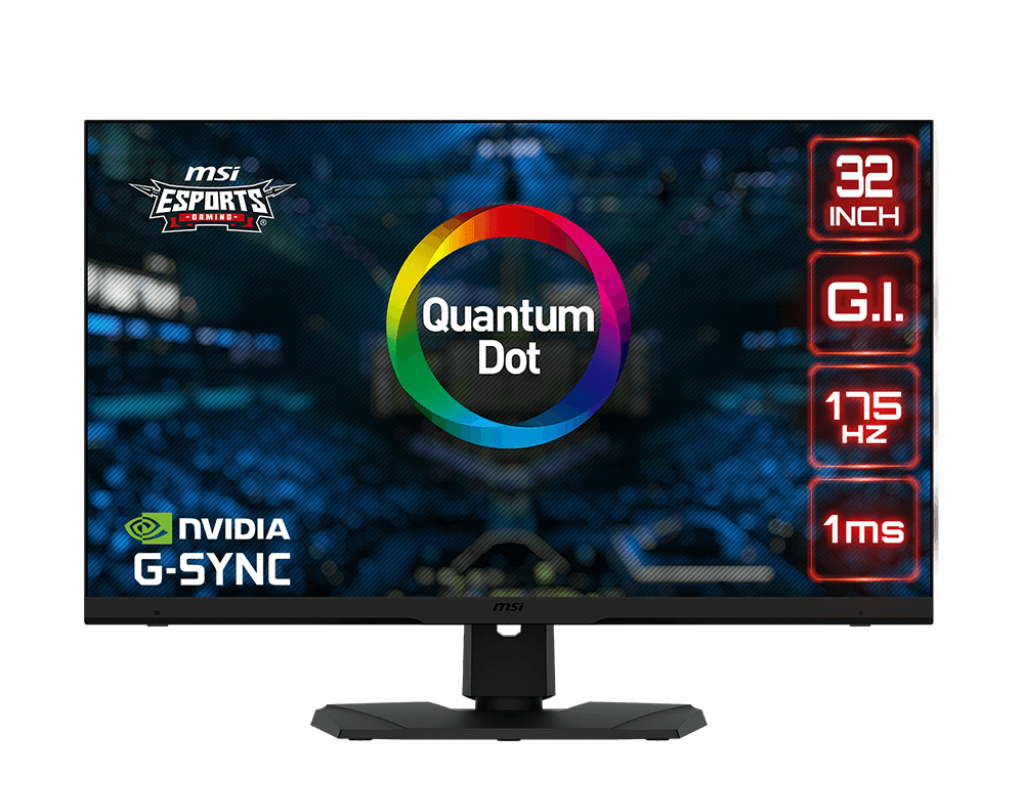 msi
ESPORTS
GAMING
Quantum
Dot
32
INCH
G.I.
175
HZ
1ms
NVIDIA
G-SYNC
msi